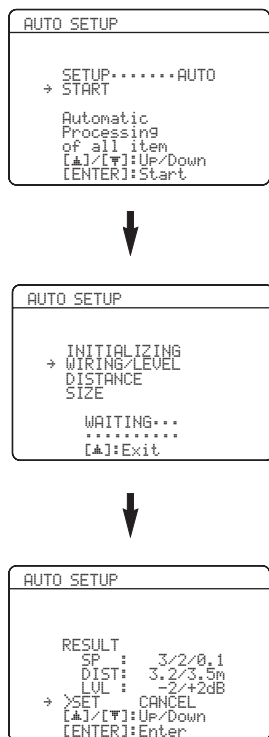 AUTO SETUP
SETUP・・・・・・・AUTO
→ START
Automatic
Processing
of all item
[▲]/[▼]:Up/Down
[ENTER]:Start
AUTO SETUP
INITIALIZING
→ WIRING/LEVEL
DISTANCE
SIZE
WAITING・・・
・・・・・・・・・・
[▲]:Exit
AUTO SETUP
RESULT
SP : 3/2/0.1
DIST: 3.2/3.5m
LVL : -2/+2dB
→ >SET CANCEL
[▲]/[▼]:Up/Down
[ENTER]:Enter